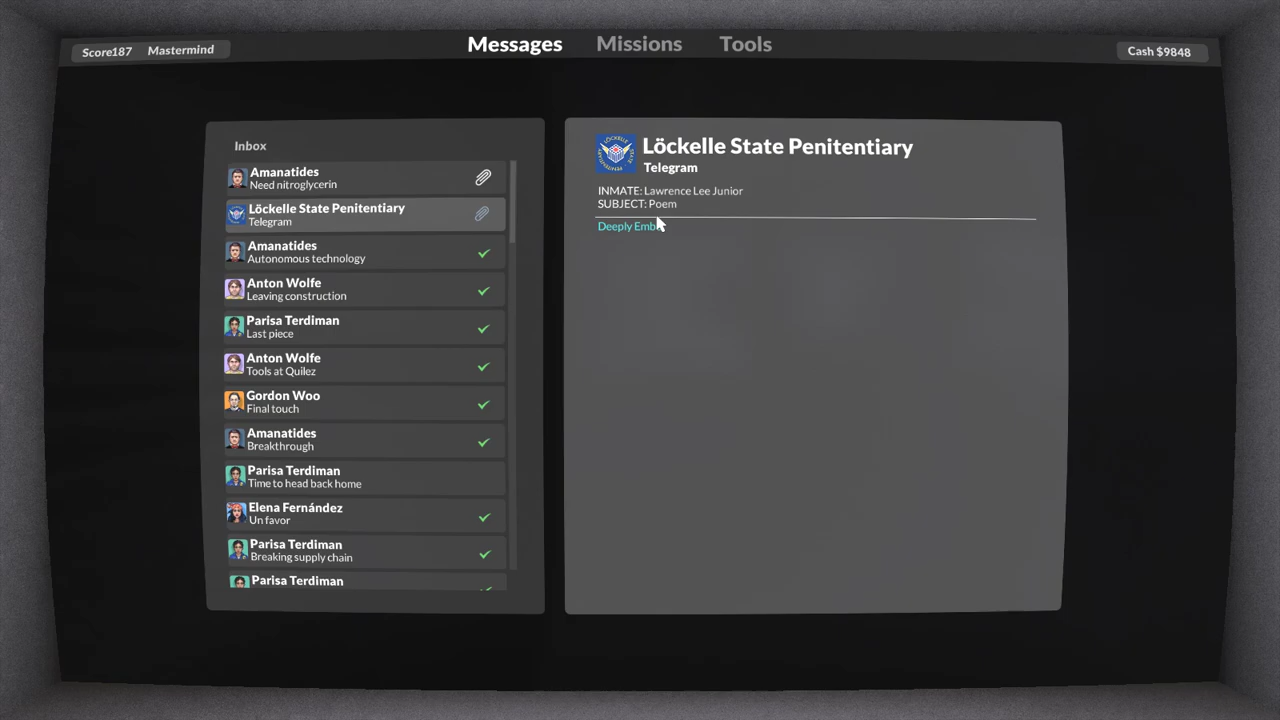 Score187 Mastermind
Messages Missions Tools
Cash $9848
Inbox
Amanatides
Need nitroglycerin
Löckelle State Penitentiary
Telegram
Amanatides
Autonomous technology
Anton Wolfe
Leaving construction
Parisa Terdiman
Last piece
Anton Wolfe
Tools at Quilez
Gordon Woo
Final touch
Amanatides
Breakthrough
Parisa Terdiman
Time to head back home
Elena Fernández
Un favor
Parisa Terdiman
Breaking supply chain
Parisa Terdiman
Löckelle State Penitentiary
Telegram
INMATE: Lawrence Lee Junior
SUBJECT: Poem
Deeply